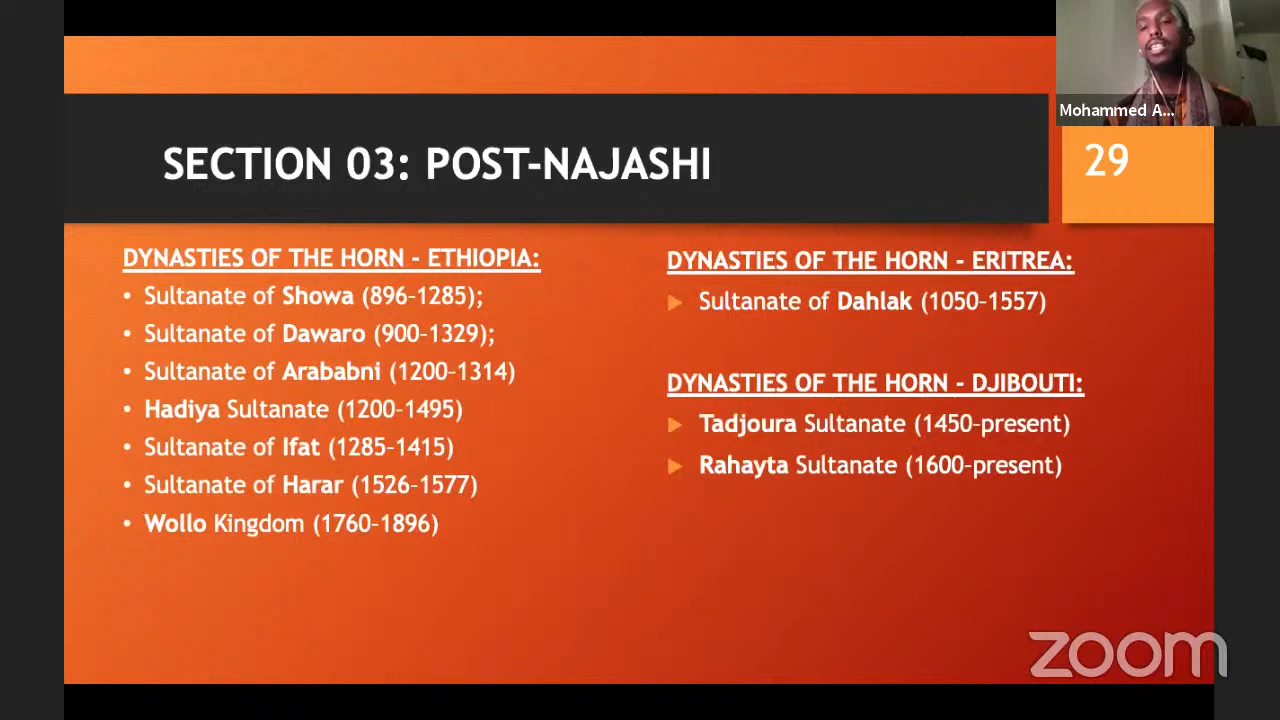 Mohammed A...
SECTION 03: POST-NAJASHI
29
DYNASTIES OF THE HORN - ETHIOPIA:
• Sultanate of Showa (896–1285);
• Sultanate of Dawaro (900–1329);
• Sultanate of Arababni (1200–1314)
• Hadiya Sultanate (1200–1495)
• Sultanate of Ifat (1285–1415)
• Sultanate of Harar (1526–1577)
• Wollo Kingdom (1760–1896)
DYNASTIES OF THE HORN - ERITREA:
Sultanate of Dahlak (1050–1557)
DYNASTIES OF THE HORN - DJIBOUTI:
Tadjoura Sultanate (1450–present)
Rahayta Sultanate (1600–present)
zoom